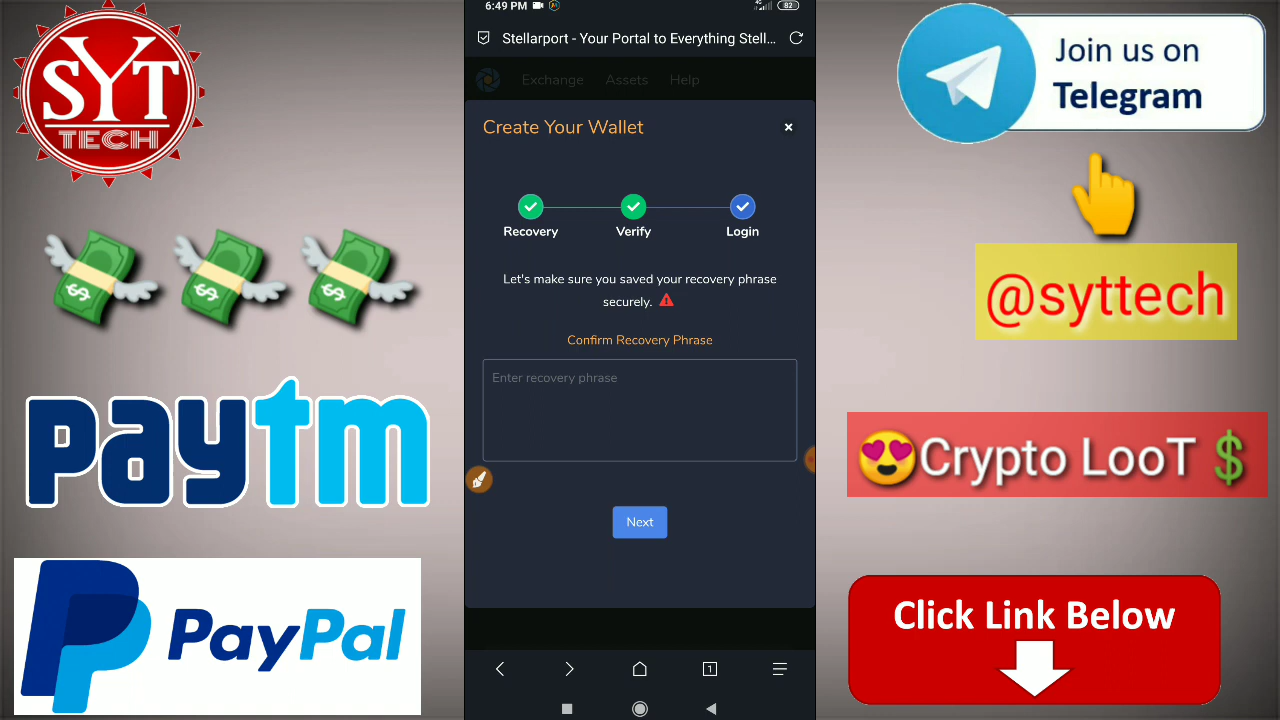 SYT
TECH
paytm
PayPal
6:49 PM
4G
82
Stellarport - Your Portal to Everything Stell...
Exchange Assets Help
Create Your Wallet
Recovery Verify Login
Let's make sure you saved your recovery phrase
securely.
Confirm Recovery Phrase
Enter recovery phrase
Next
1
Join us on
Telegram
@syttech
Crypto LooT $
Click Link Below